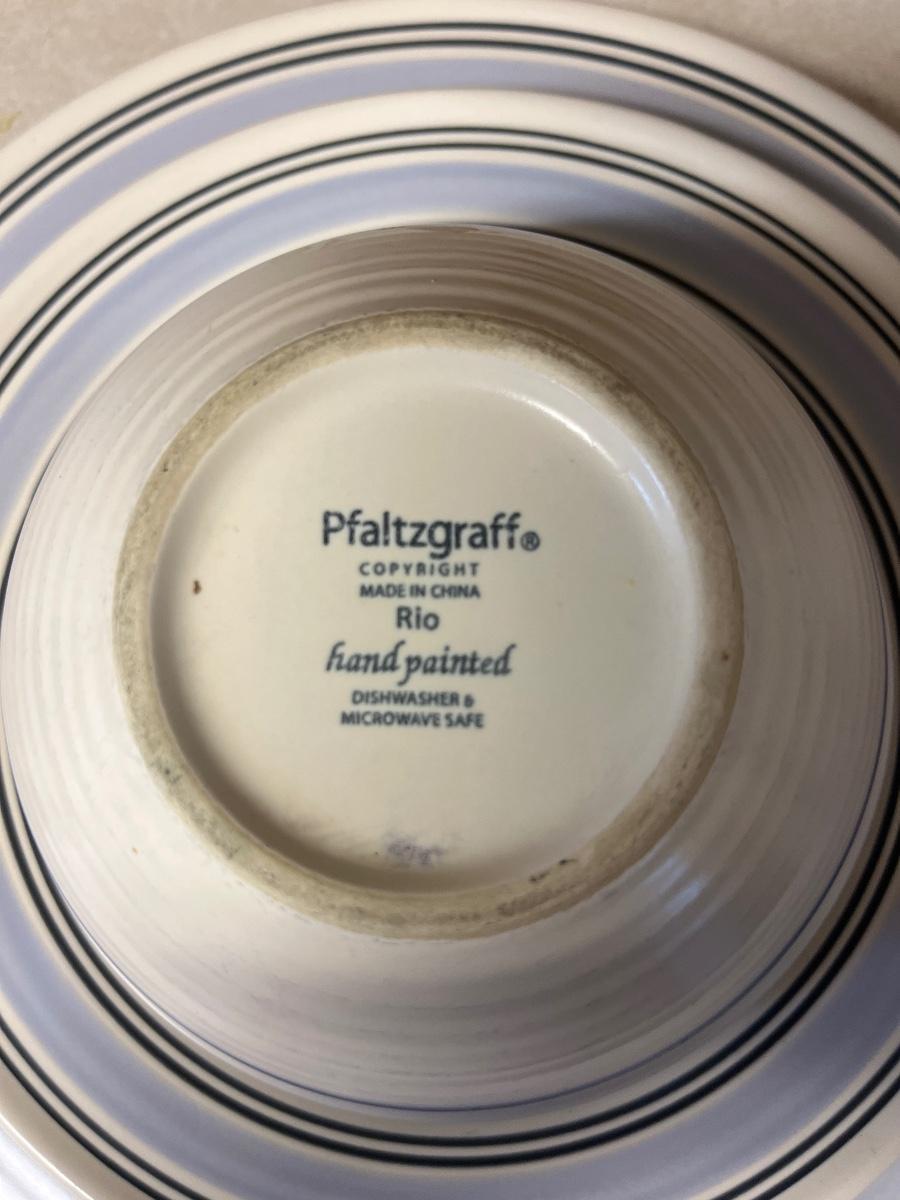 Pfaltzgraff®
COPYRIGHT
MADE IN CHINA
Rio
hand painted
DISHWASHER &
MICROWAVE SAFE